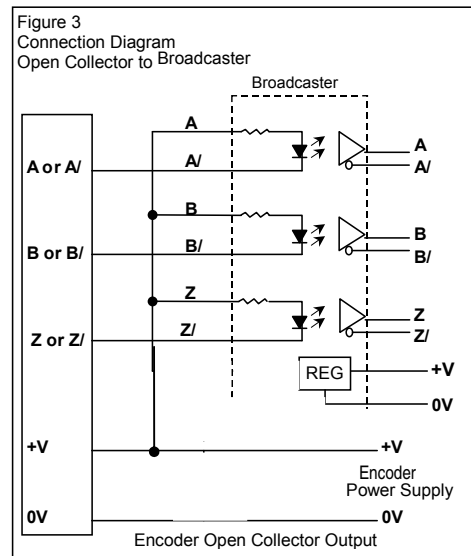 Figure 3
Connection Diagram
Open Collector to Broadcaster
Broadcaster
A
A
A or A/
A/
A/
B
B
B or B/
B/
B/
Z
Z
Z or Z/
Z/
Z/
REG
+V
0V
+V
+V
Encoder
Power Supply
0V
0V
Encoder Open Collector Output